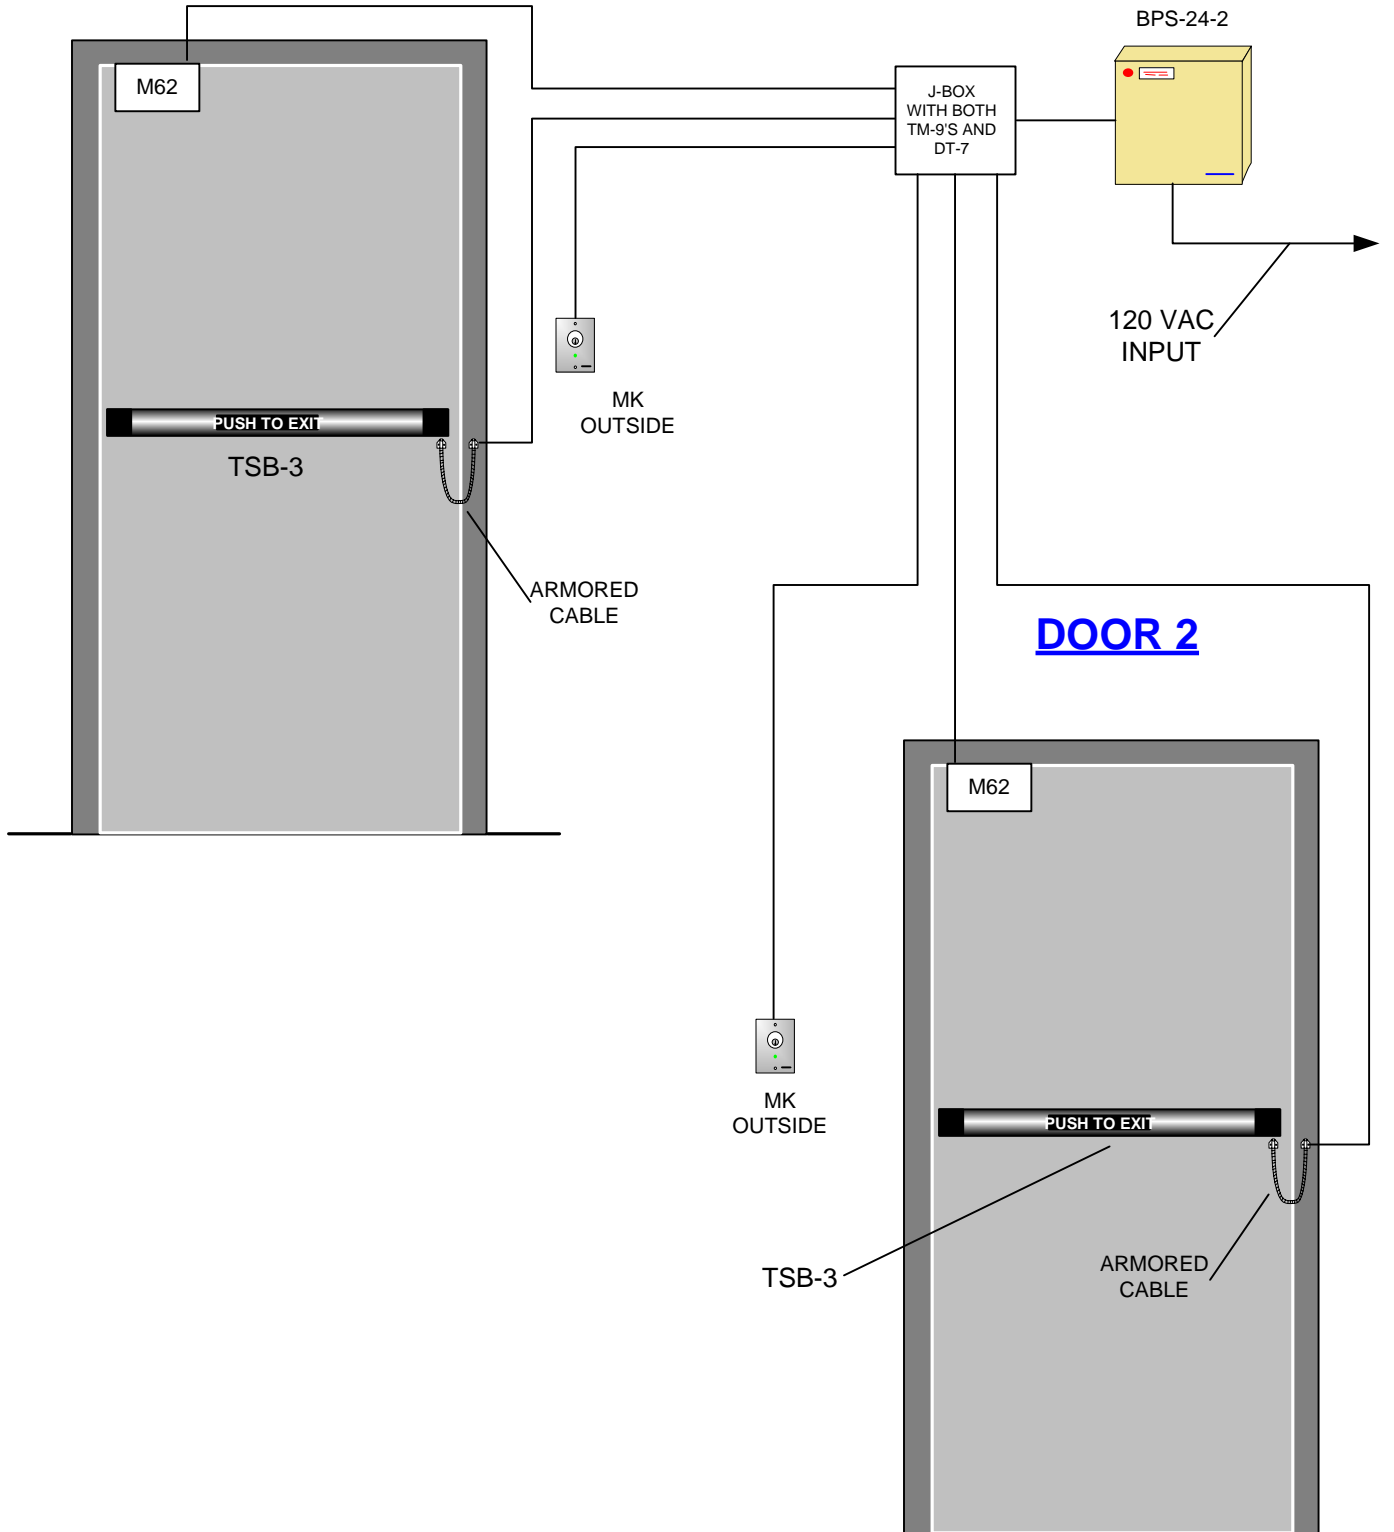 BPS-24-2
M62
J-BOX
WITH BOTH
TM-9'S AND
DT-7
120 VAC
INPUT
MK
OUTSIDE
PUSH TO EXIT
TSB-3
ARMORED
CABLE
DOOR 2
M62
MK
OUTSIDE
PUSH TO EXIT
TSB-3
ARMORED
CABLE